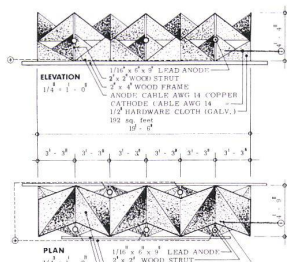 1/16" x 6" x 9" LEAD ANODE
2" x 2" WOOD STRUT
ELEVATION
2" x 4" WOOD FRAME
1/4" = 1' - 0"
ANODE CABLE AWG 14 COPPER
CATHODE CABLE AWG 14
1/2" HARDWARE CLOTH (GALV.)
192 sq. feet
19' - 6"
3' - 3" 3' - 3" 3' - 3" 3' - 3" 3' - 3" 3' - 3"
PLAN
1/16" x 6" x 9" LEAD ANODE
2" x 2" WOOD STRUT